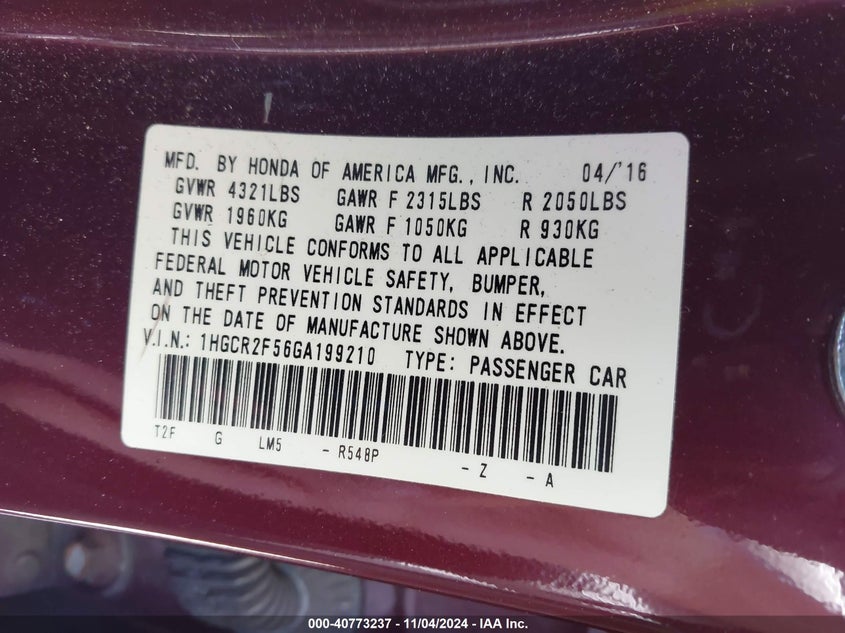 MFD. BY HONDA OF AMERICA MFG., INC. 04/'16
GVWR 4321LBS GAWR F 2315LBS R 2050LBS
GVWR 1960KG GAWR F 1050KG R 930KG
THIS VEHICLE CONFORMS TO ALL APPLICABLE
FEDERAL MOTOR VEHICLE SAFETY, BUMPER,
AND THEFT PREVENTION STANDARDS IN EFFECT
ON THE DATE OF MANUFACTURE SHOWN ABOVE.
V.I.N.: 1HGCR2F56GA199210 TYPE: PASSENGER CAR
T2F G LM5 - R548P - Z - A
000-40773237 - 11/04/2024 - IAA Inc.